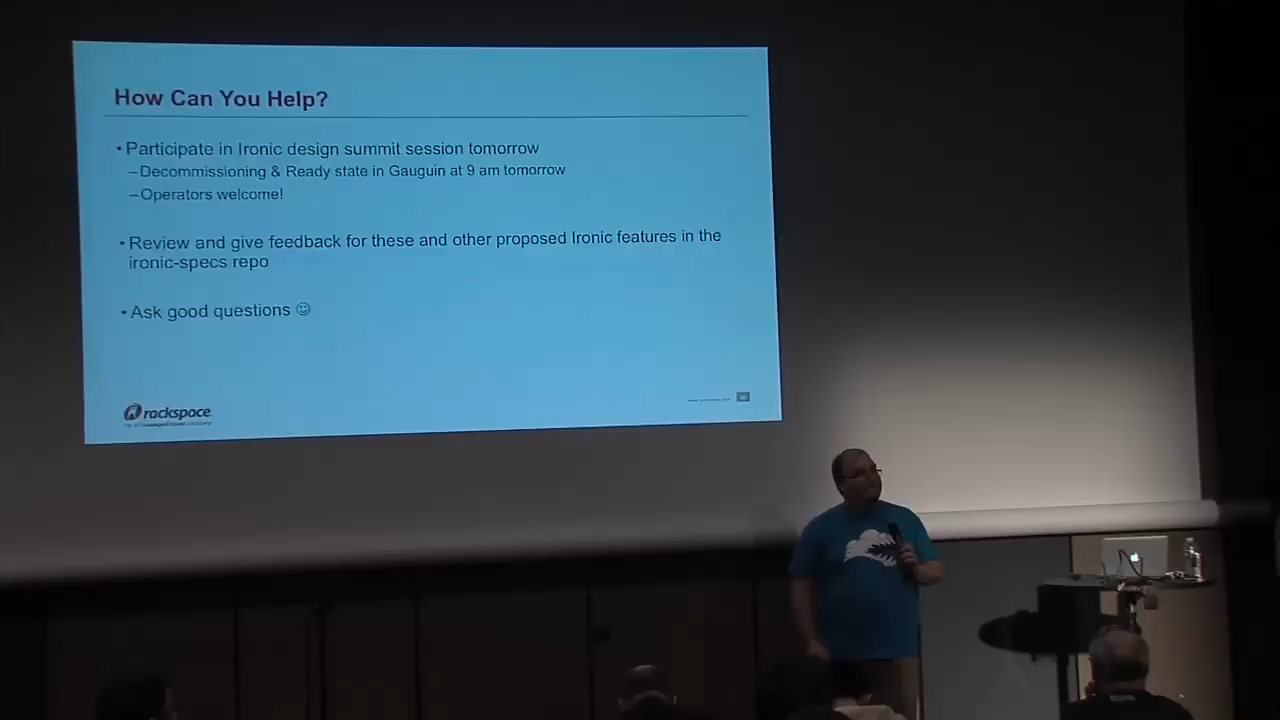 How Can You Help?
• Participate in Ironic design summit session tomorrow
–Decommissioning & Ready state in Gauguin at 9 am tomorrow
–Operators welcome!
• Review and give feedback for these and other proposed Ironic features in the
ironic-specs repo
• Ask good questions ☺
rackspace